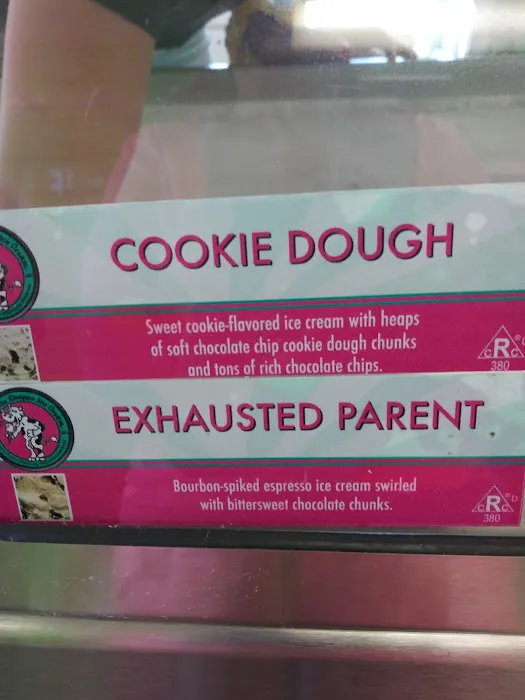 COOKIE DOUGH
Sweet cookie-flavored ice cream with heaps
of soft chocolate chip cookie dough chunks
and tons of rich chocolate chips.
R
C C
380
EXHAUSTED PARENT
Bourbon-spiked espresso ice cream swirled
with bittersweet chocolate chunks.
R D
C C
380